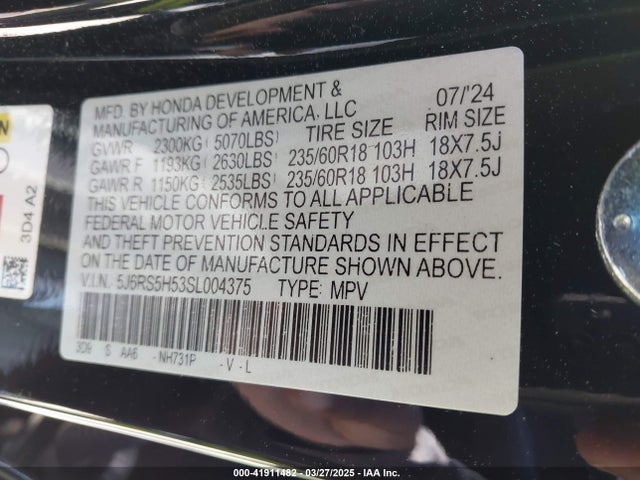 MFD. BY HONDA DEVELOPMENT & 07/'24
MANUFACTURING OF AMERICA, LLC
GVWR 2300KG ( 5070LBS) TIRE SIZE RIM SIZE
GAWR F 1193KG ( 2630LBS) 235/60R18 103H 18X7.5J
GAWR R 1150KG ( 2535LBS) 235/60R18 103H 18X7.5J
THIS VEHICLE CONFORMS TO ALL APPLICABLE
FEDERAL MOTOR VEHICLE SAFETY
AND THEFT PREVENTION STANDARDS IN EFFECT
ON THE DATE OF MANUFACTURE SHOWN ABOVE.
V.I.N. 5J6RS5H53SL004375 TYPE: MPV
3D9 S AA6 -NH731P -V-L
3D4 A2
000-41911482 — 03/27/2025 — IAA Inc.